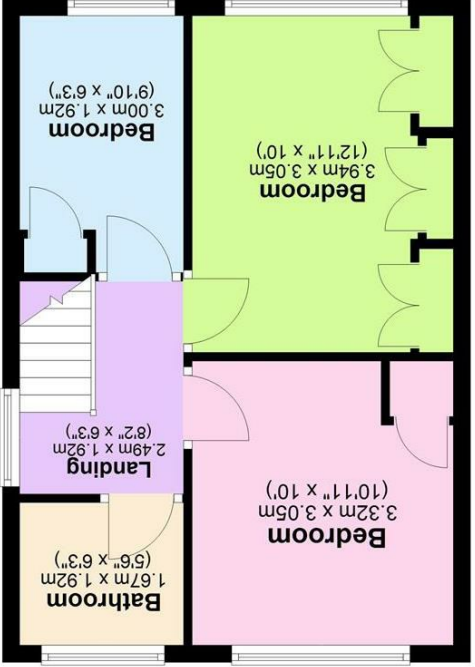 Bathroom
1.67m x 1.92m
(5'6" x 6'3")
Bedroom
3.32m x 3.05m
(10'11" x 10')
Landing
2.49m x 1.92m
(8'2" x 6'3")
Bedroom
3.94m x 3.05m
(12'11" x 10')
Bedroom
3.00m x 1.92m
(9'10" x 6'3")